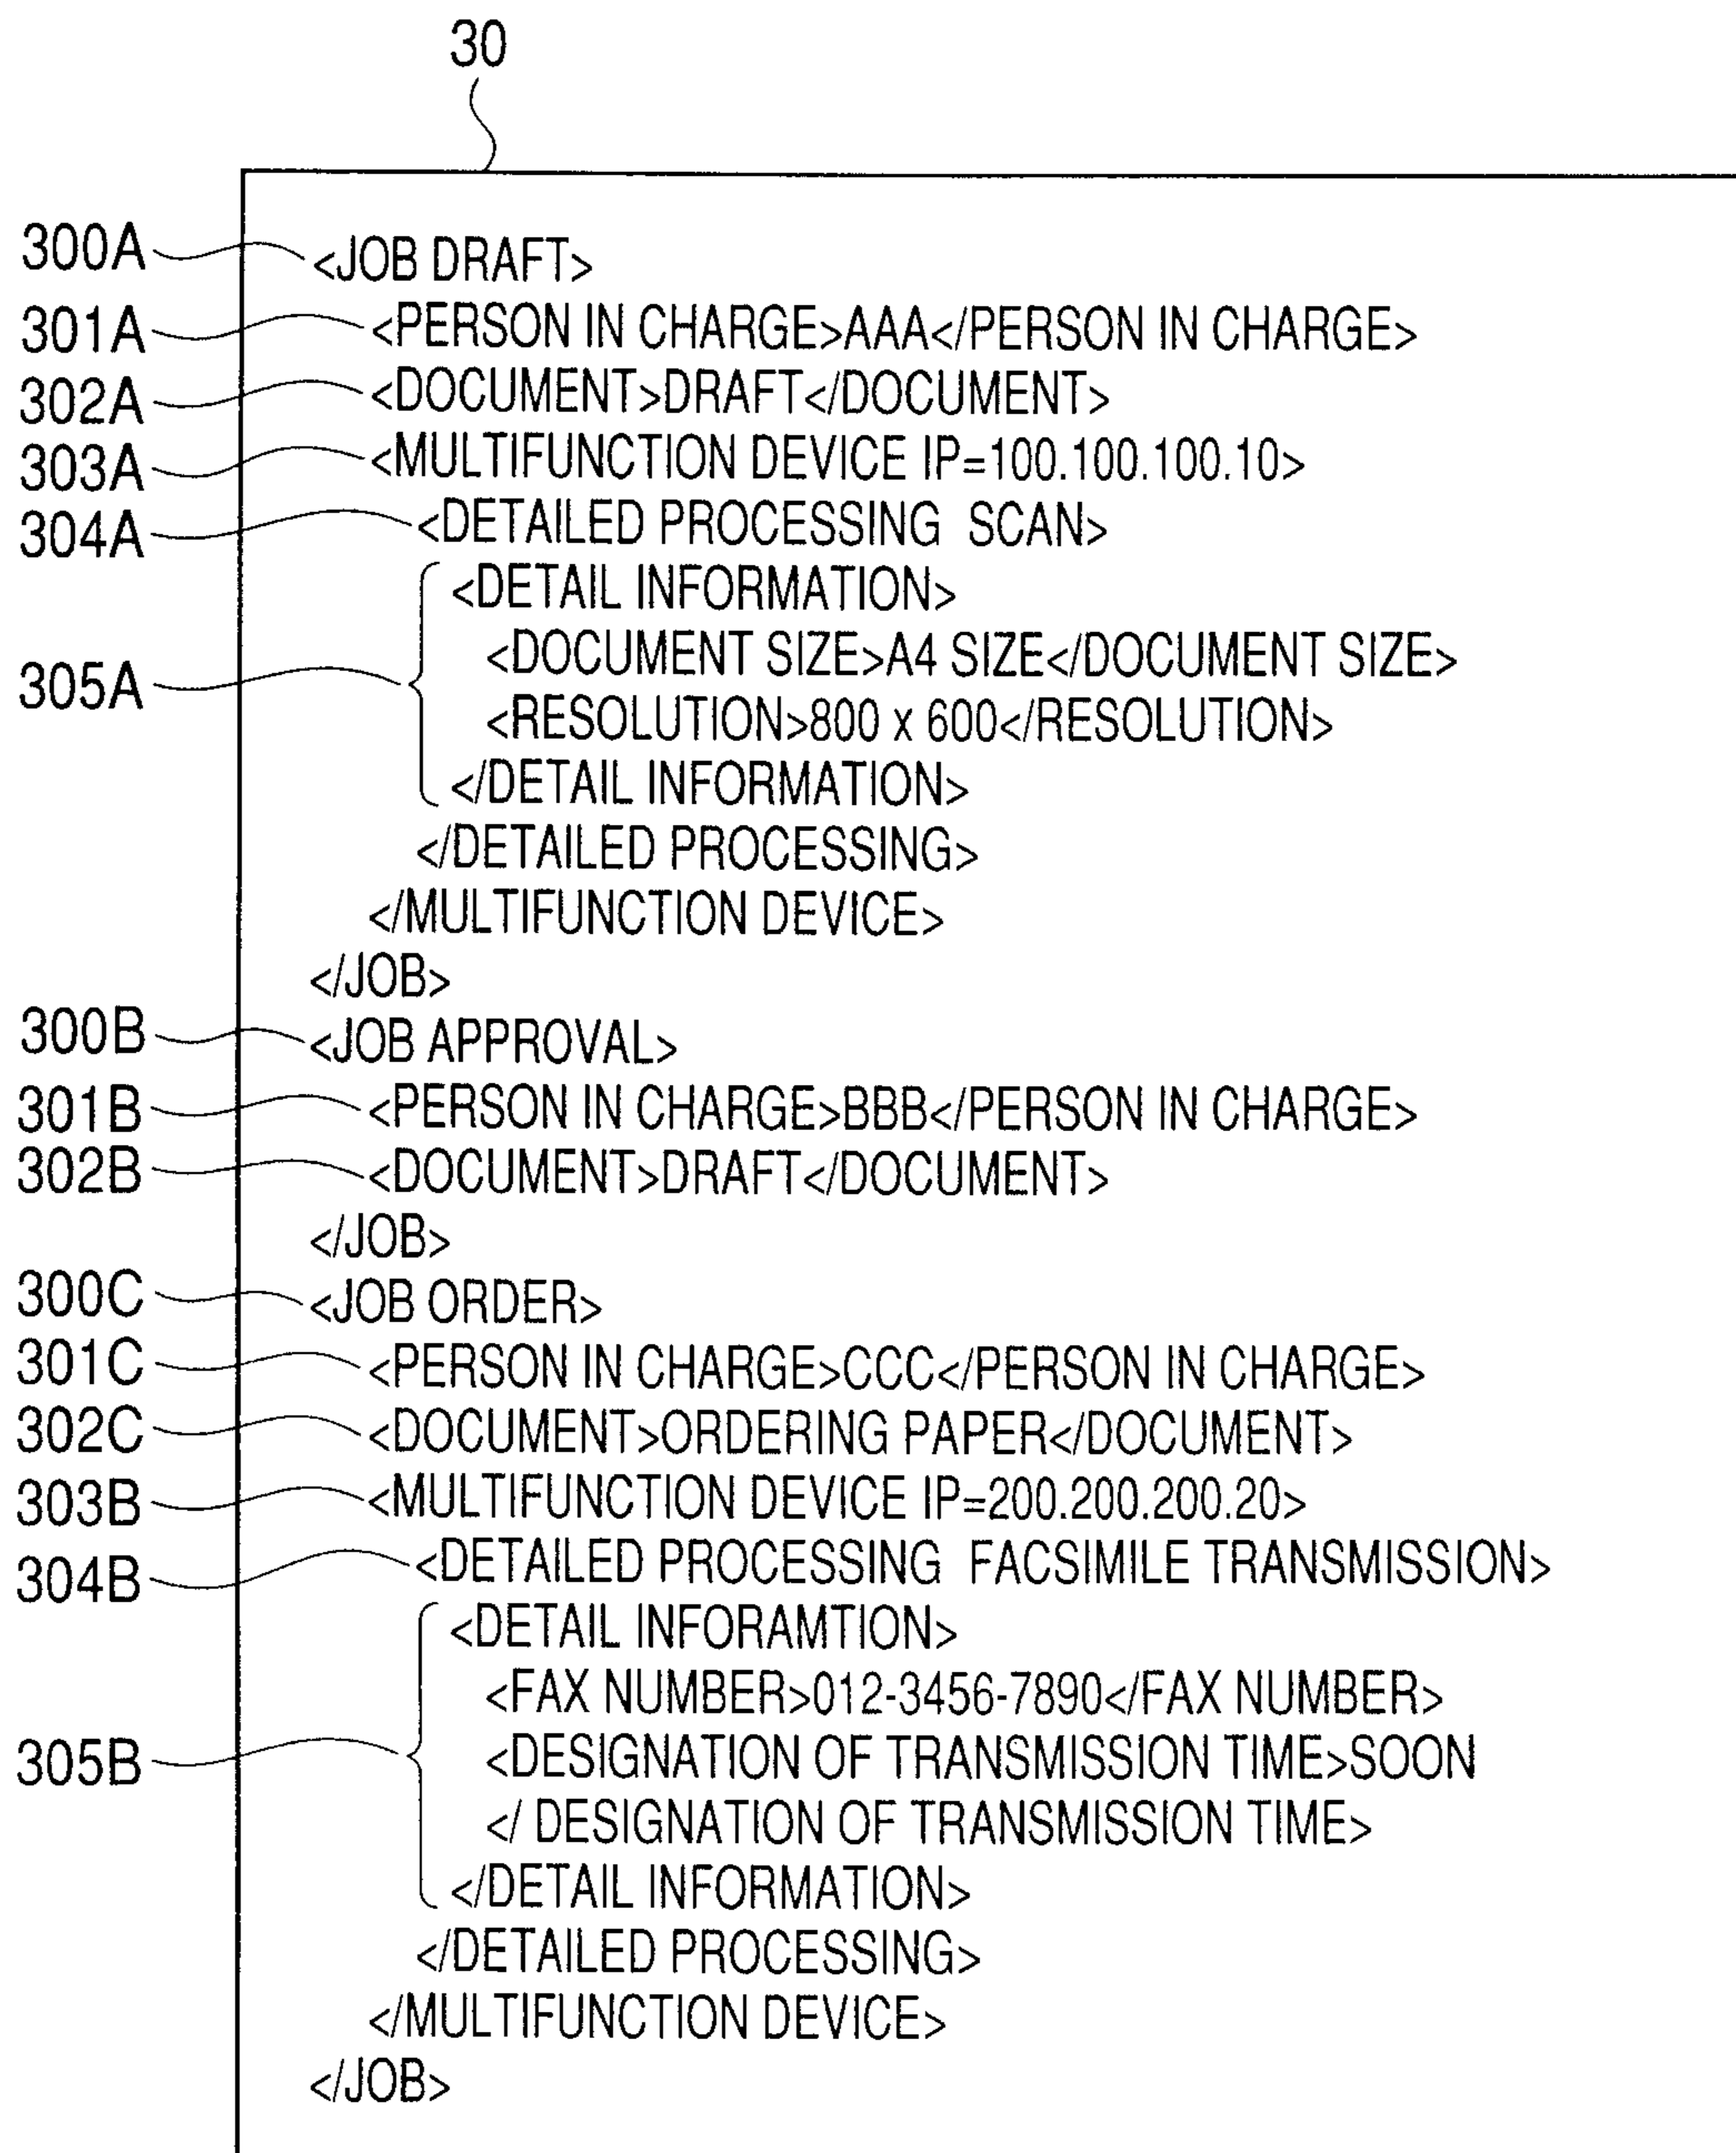 30
300A <JOB DRAFT>
301A <PERSON IN CHARGE>AAA</PERSON IN CHARGE>
302A <DOCUMENT>DRAFT</DOCUMENT>
303A <MULTIFUNCTION DEVICE IP=100.100.100.10>
304A <DETAILED PROCESSING SCAN>
<DETAIL INFORMATION>
<DOCUMENT SIZE>A4 SIZE</DOCUMENT SIZE>
305A <RESOLUTION>800 x 600</RESOLUTION>
</DETAIL INFORMATION>
</DETAILED PROCESSING>
</MULTIFUNCTION DEVICE>
</JOB>
300B <JOB APPROVAL>
301B <PERSON IN CHARGE>BBB</PERSON IN CHARGE>
302B <DOCUMENT>DRAFT</DOCUMENT>
</JOB>
300C <JOB ORDER>
301C <PERSON IN CHARGE>CCC</PERSON IN CHARGE>
302C <DOCUMENT>ORDERING PAPER</DOCUMENT>
303B <MULTIFUNCTION DEVICE IP=200.200.200.20>
304B <DETAILED PROCESSING FACSIMILE TRANSMISSION>
<DETAIL INFORAMTION>
<FAX NUMBER>012-3456-7890</FAX NUMBER>
305B <DESIGNATION OF TRANSMISSION TIME>SOON
</ DESIGNATION OF TRANSMISSION TIME>
</DETAIL INFORMATION>
</DETAILED PROCESSING>
</MULTIFUNCTION DEVICE>
</JOB>